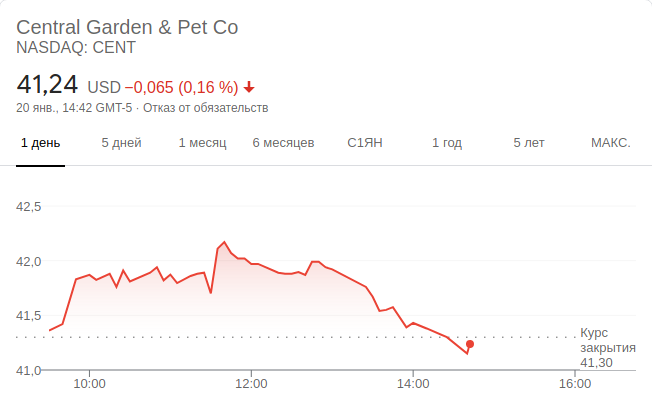 Central Garden & Pet Co
NASDAQ: CENT
41,24 USD −0,065 (0,16 %)
20 янв., 14:42 GMT-5 · Отказ от обязательств
1 день 5 дней 1 месяц 6 месяцев С1ЯН 1 год 5 лет МАКС.
42,5
42,0
41,5
41,0
Курс
закрытия
41,30
10:00 12:00 14:00 16:00